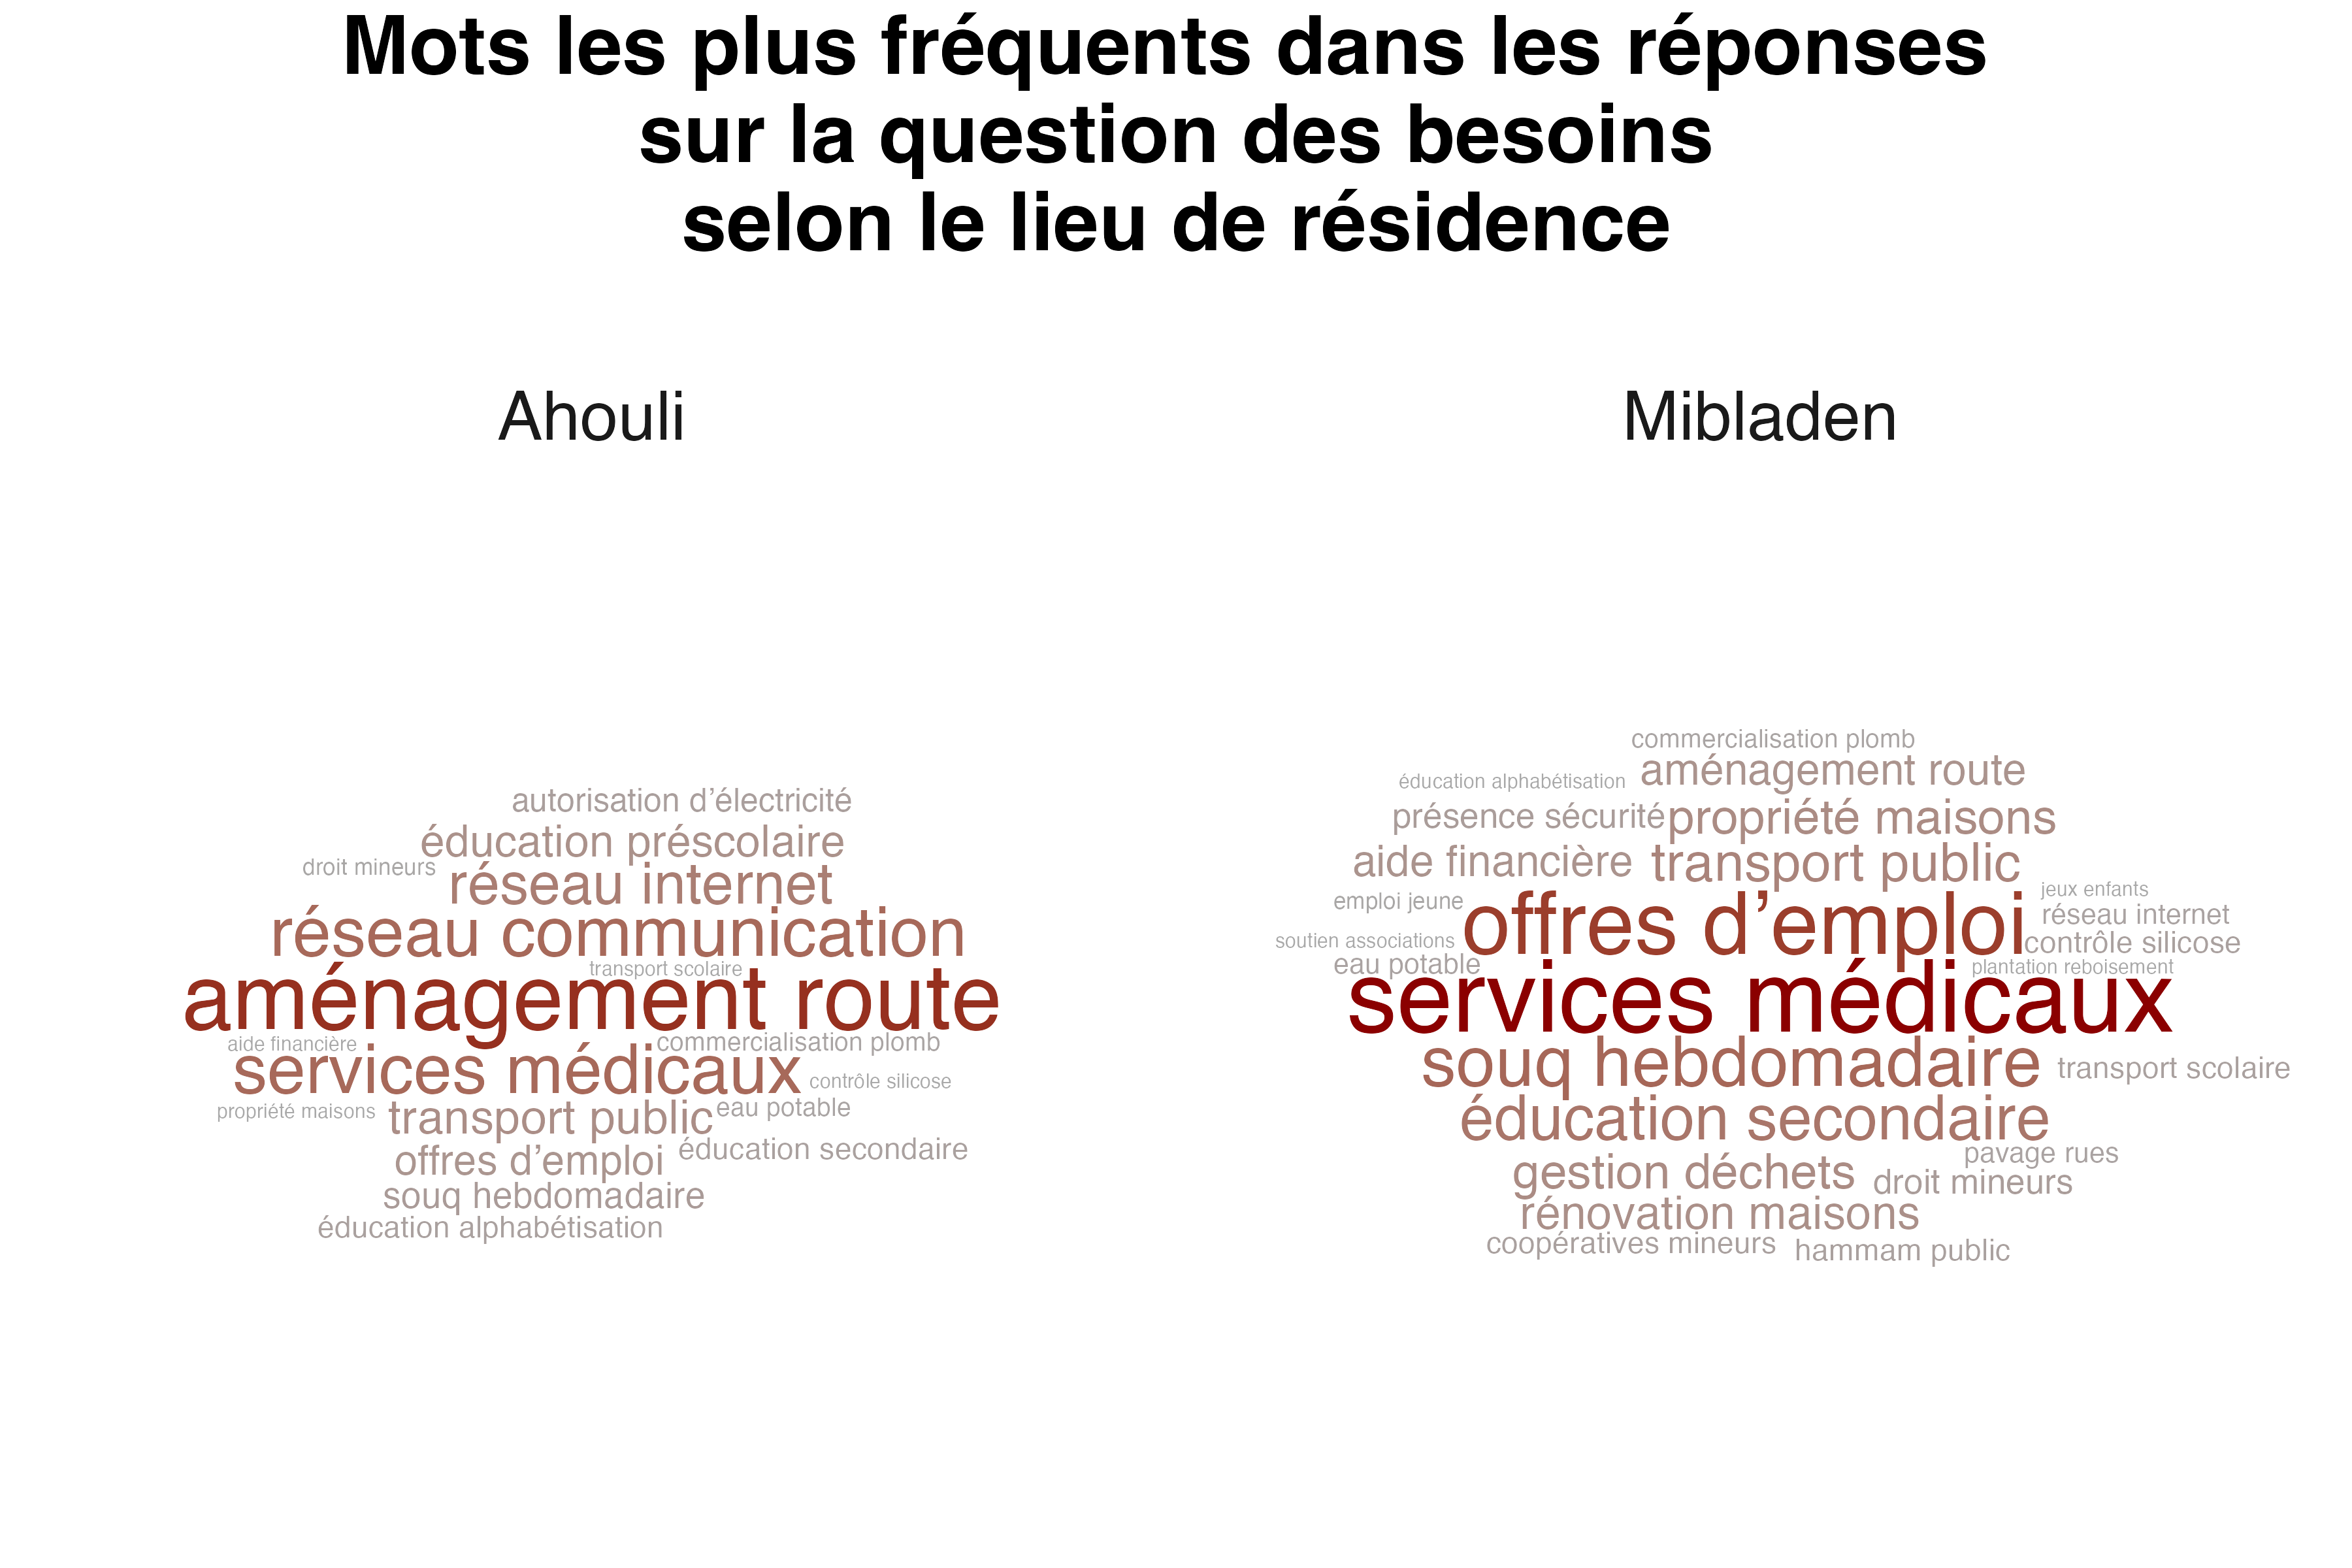 Mots les plus fréquents dans les réponses
sur la question des besoins
selon le lieu de résidence
Ahouli
autorisation d’électricité
éducation préscolaire
droit mineurs
réseau internet
réseau communication
transport scolaire
aménagement route
aide financière
commercialisation plomb
services médicaux
contrôle silicose
propriété maisons
transport public
eau potable
offres d’emploi
éducation secondaire
souq hebdomadaire
éducation alphabétisation
Mibladen
commercialisation plomb
éducation alphabétisation
aménagement route
présence sécurité
propriété maisons
aide financière
transport public
emploi jeune
offres d’emploi
jeux enfants
réseau internet
soutien associations
contrôle silicose
eau potable
plantation reboisement
services médicaux
souq hebdomadaire
transport scolaire
éducation secondaire
pavage rues
gestion déchets
droit mineurs
rénovation maisons
coopératives mineurs
hammam public